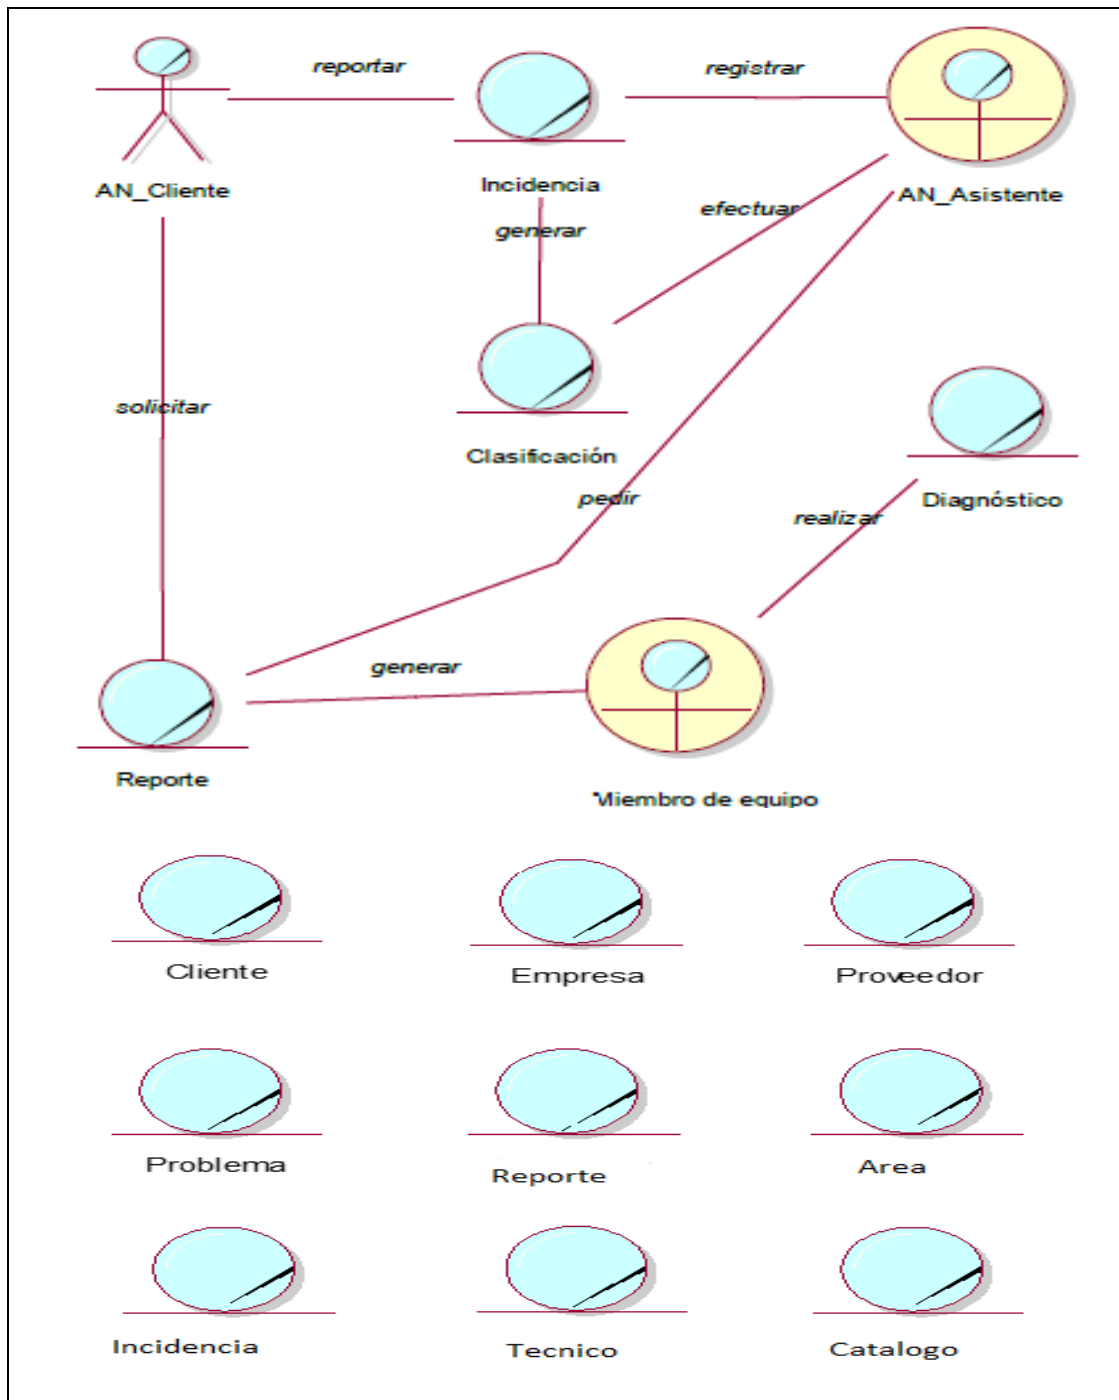 reportar
registrar
AN_Cliente
Incidencia
AN_Asistente
efectuar
generar
solicitar
Clasificación
pedir
Diagnóstico
realizar
generar
Reporte
Miembro de equipo
Cliente
Empresa
Proveedor
Problema
Reporte
Area
Incidencia
Tecnico
Catalogo